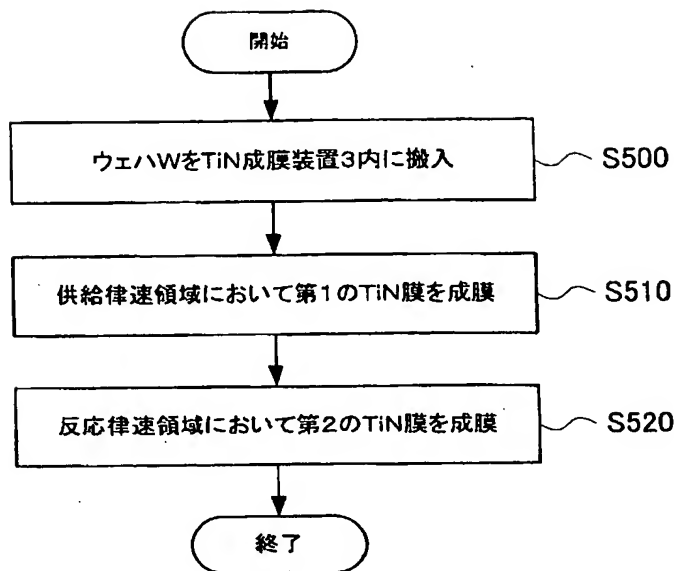 開始
ウェハWをTiN成膜装置3内に搬入
S500
供給律速領域において第1のTiN膜を成膜
S510
反応律速領域において第2のTiN膜を成膜
S520
終了